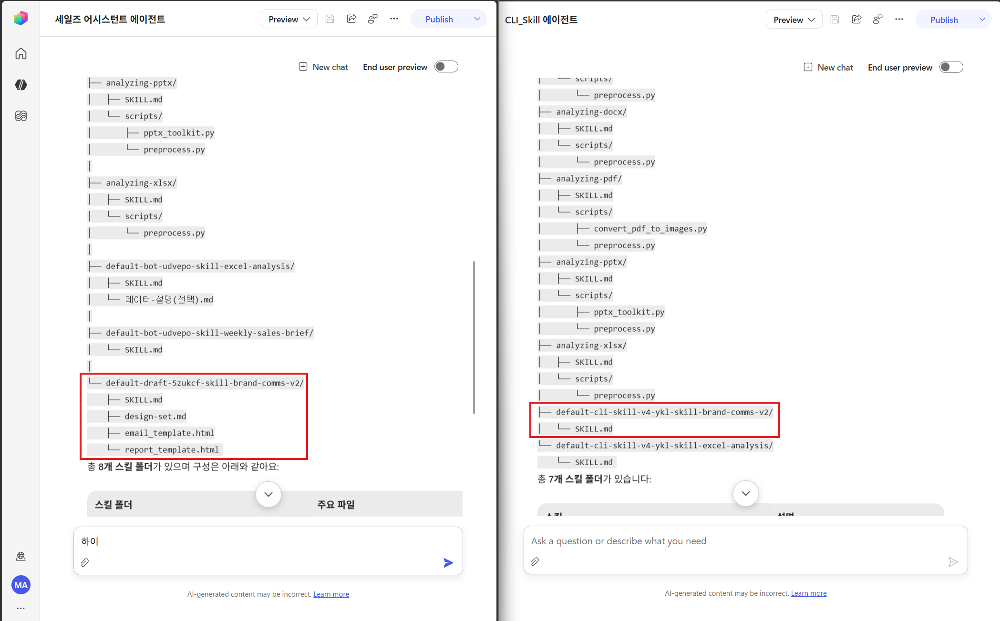 세일즈 어시스턴트 에이전트
Preview
Publish
New chat
End user preview
├── analyzing-pptx/
│   ├── SKILL.md
│   └── scripts/
│       ├── pptx_toolkit.py
│       └── preprocess.py
│
├── analyzing-xlsx/
│   ├── SKILL.md
│   └── scripts/
│       └── preprocess.py
│
├── default-bot-udvepo-skill-excel-analysis/
│   ├── SKILL.md
│   └── 데이터-설명(선택).md
│
├── default-bot-udvepo-skill-weekly-sales-brief/
│   └── SKILL.md
│
└── default-draft-5zukcf-skill-brand-comms-v2/
    ├── SKILL.md
    ├── design-set.md
    ├── email_template.html
    └── report_template.html
총 8개 스킬 폴더가 있으며 구성은 아래와 같아요:
스킬 폴더
주요 파일
하이
AI-generated content may be incorrect. Learn more
MA
CLI_Skill 에이전트
Preview
Publish
New chat
End user preview
│   └── scripts/
│       └── preprocess.py
├── analyzing-docx/
│   ├── SKILL.md
│   └── scripts/
│       └── preprocess.py
├── analyzing-pdf/
│   ├── SKILL.md
│   └── scripts/
│       ├── convert_pdf_to_images.py
│       └── preprocess.py
├── analyzing-pptx/
│   ├── SKILL.md
│   └── scripts/
│       ├── pptx_toolkit.py
│       └── preprocess.py
├── analyzing-xlsx/
│   ├── SKILL.md
│   └── scripts/
│       └── preprocess.py
├── default-cli-skill-v4-ykl-skill-brand-comms-v2/
│   └── SKILL.md
└── default-cli-skill-v4-ykl-skill-excel-analysis/
    └── SKILL.md
총 7개 스킬 폴더가 있습니다:
스킬
설명
Ask a question or describe what you need
AI-generated content may be incorrect. Learn more